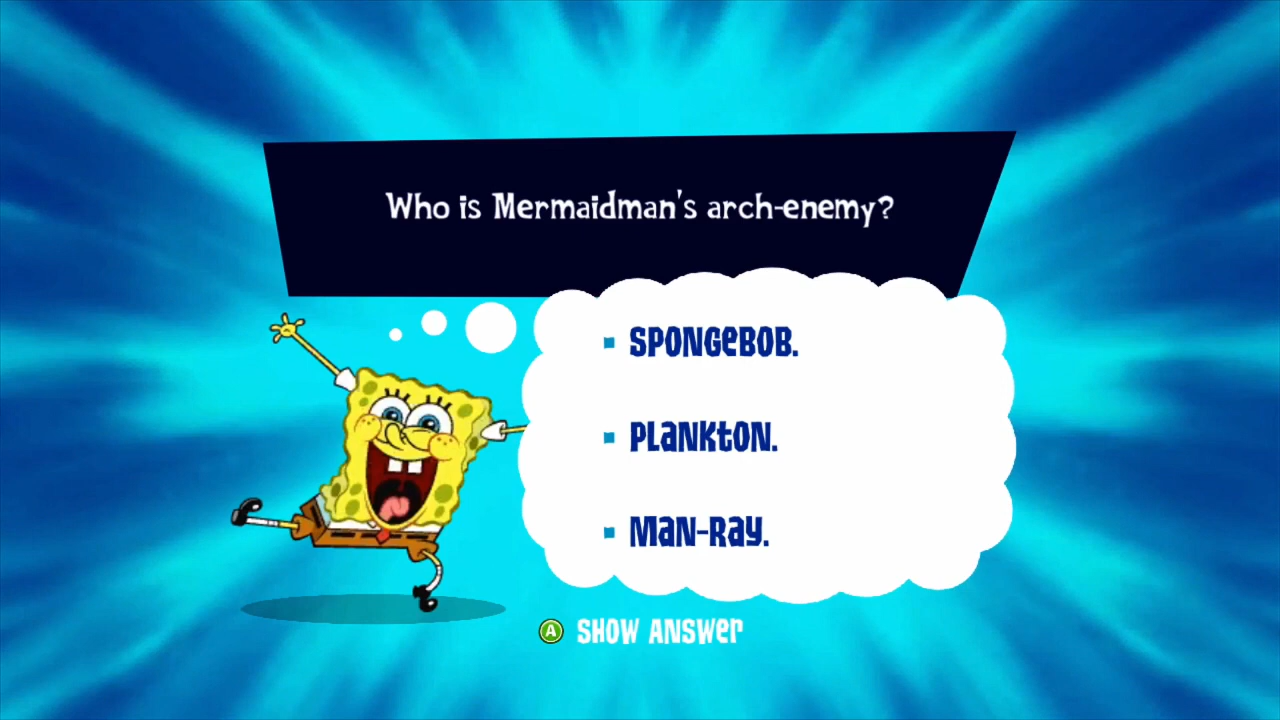 Who is Mermaidman's arch-enemy?
SPONGEBOB.
PLANKTON.
MAN-RAY.
A SHOW ANSWER